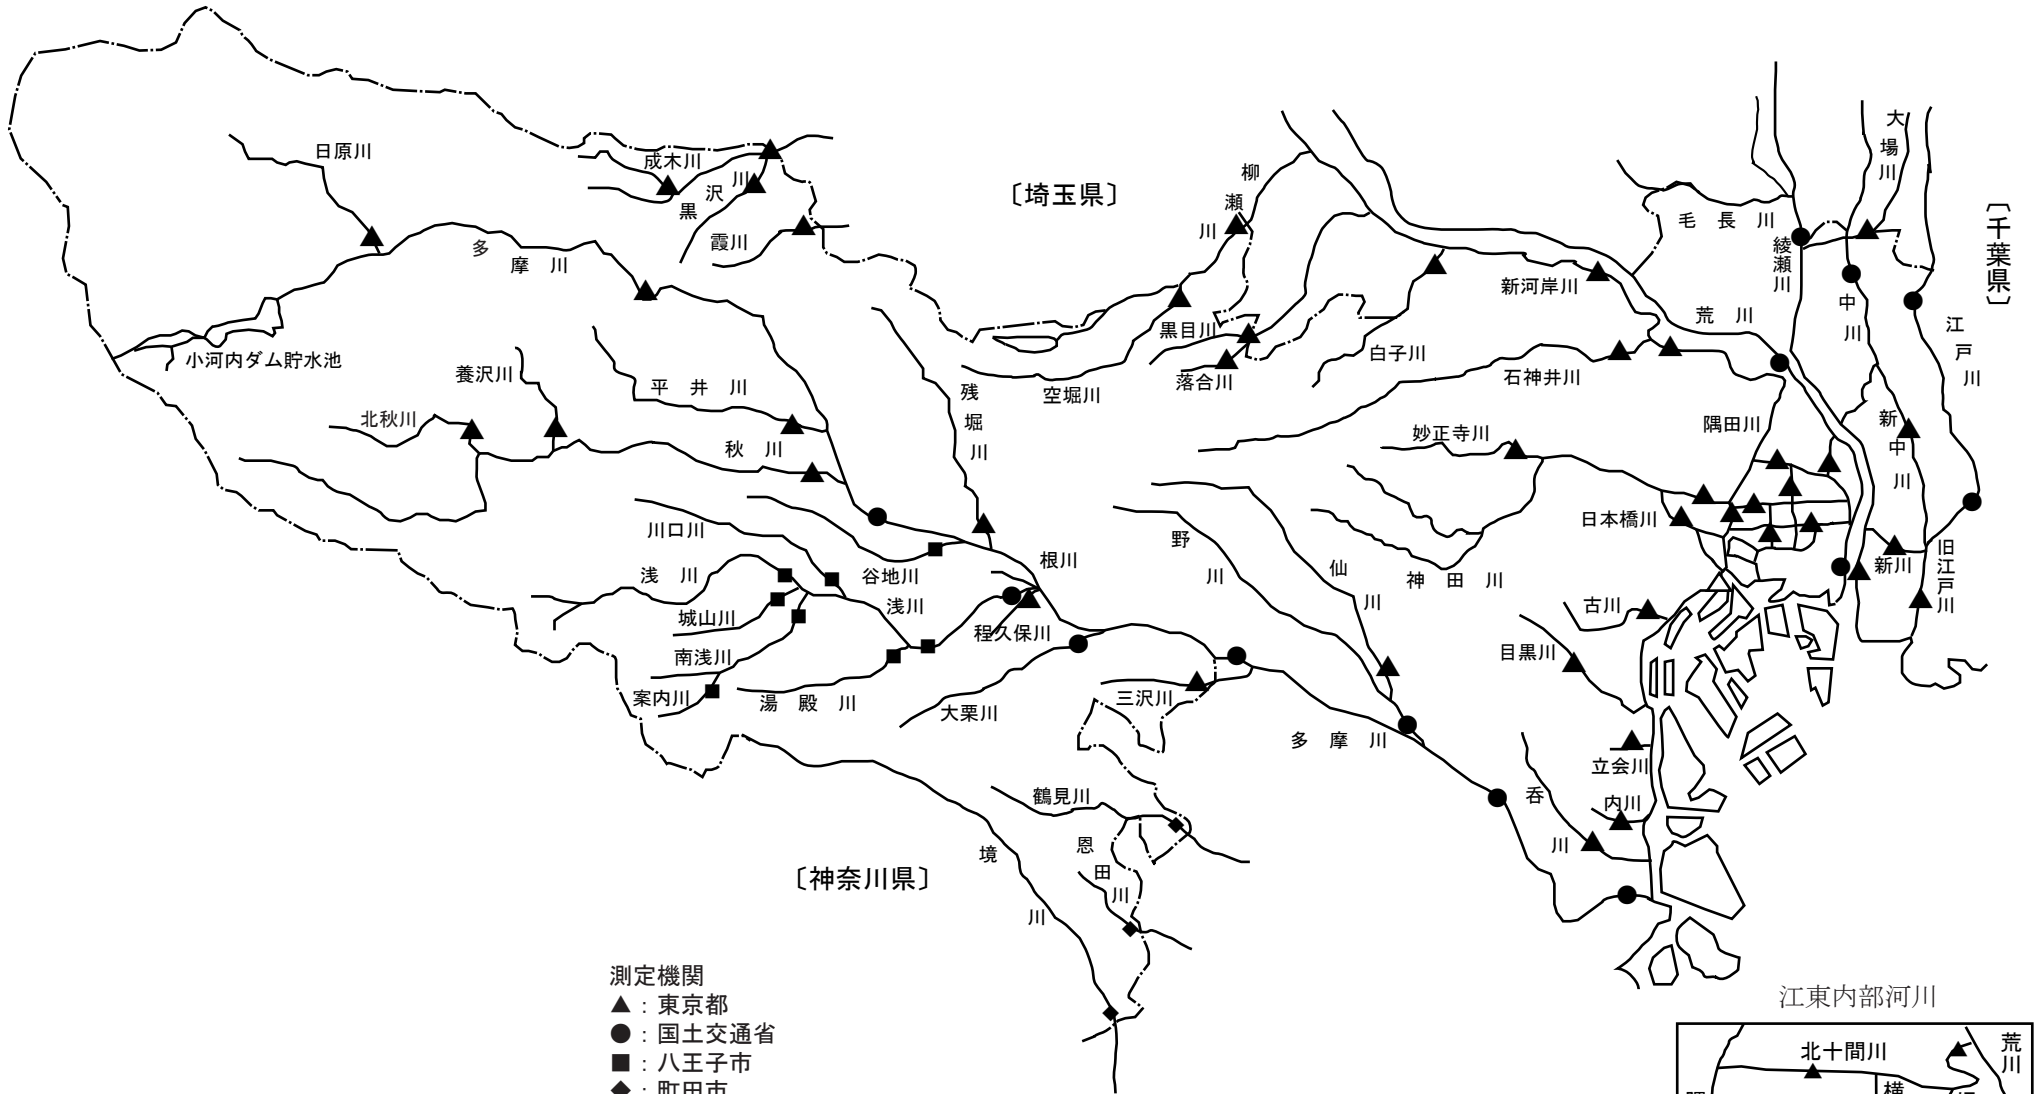 日原川
成木川
黒沢川
霞川
多摩川
小河内ダム貯水池
養沢川
北秋川
平井川
秋川
残堀川
空堀川
〔埼玉県〕
柳瀬川
黒目川
落合川
白子川
新河岸川
石神井川
妙正寺川
毛長川
綾瀬川
大場川
中川
荒川
江戸川
〔千葉県〕
隅田川
新中川
日本橋川
新川
旧江戸川
川口川
谷地川
根川
浅川
浅川
城山川
南浅川
案内川
湯殿川
程久保川
大栗川
三沢川
野川
仙川
神田川
古川
目黒川
多摩川
立会川
内川
呑川
鶴見川
恩田川
境川
〔神奈川県〕
測定機関
▲：東京都
●：国土交通省
■：八王子市
◆：町田市
江東内部河川
北十間川
荒川
横